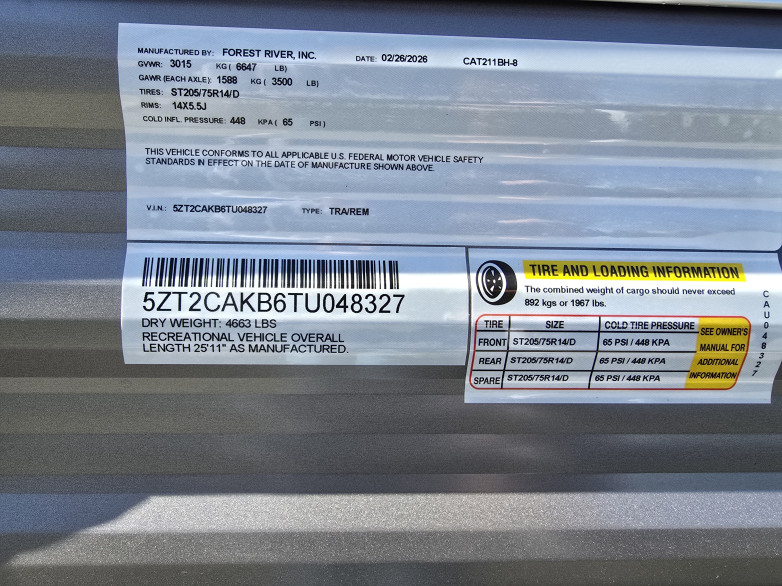 MANUFACTURED BY: FOREST RIVER, INC. DATE: 02/26/2026 CAT211BH-8
GVWR: 3015 KG ( 6647 LB)
GAWR (EACH AXLE): 1588 KG ( 3500 LB)
TIRES: ST205/75R14/D
RIMS: 14X5.5J
COLD INFL. PRESSURE: 448 KPA ( 65 PSI )
THIS VEHICLE CONFORMS TO ALL APPLICABLE U.S. FEDERAL MOTOR VEHICLE SAFETY
STANDARDS IN EFFECT ON THE DATE OF MANUFACTURE SHOWN ABOVE.
V.I.N.: 5ZT2CAKB6TU048327 TYPE: TRA/REM
5ZT2CAKB6TU048327
DRY WEIGHT: 4663 LBS
RECREATIONAL VEHICLE OVERALL
LENGTH 25'11" AS MANUFACTURED.
TIRE AND LOADING INFORMATION
The combined weight of cargo should never exceed
892 kgs or 1967 lbs.
TIRE SIZE COLD TIRE PRESSURE
FRONT ST205/75R14/D 65 PSI / 448 KPA
REAR ST205/75R14/D 65 PSI / 448 KPA
SPARE ST205/75R14/D 65 PSI / 448 KPA
SEE OWNER'S
MANUAL FOR
ADDITIONAL
INFORMATION
CAU048327